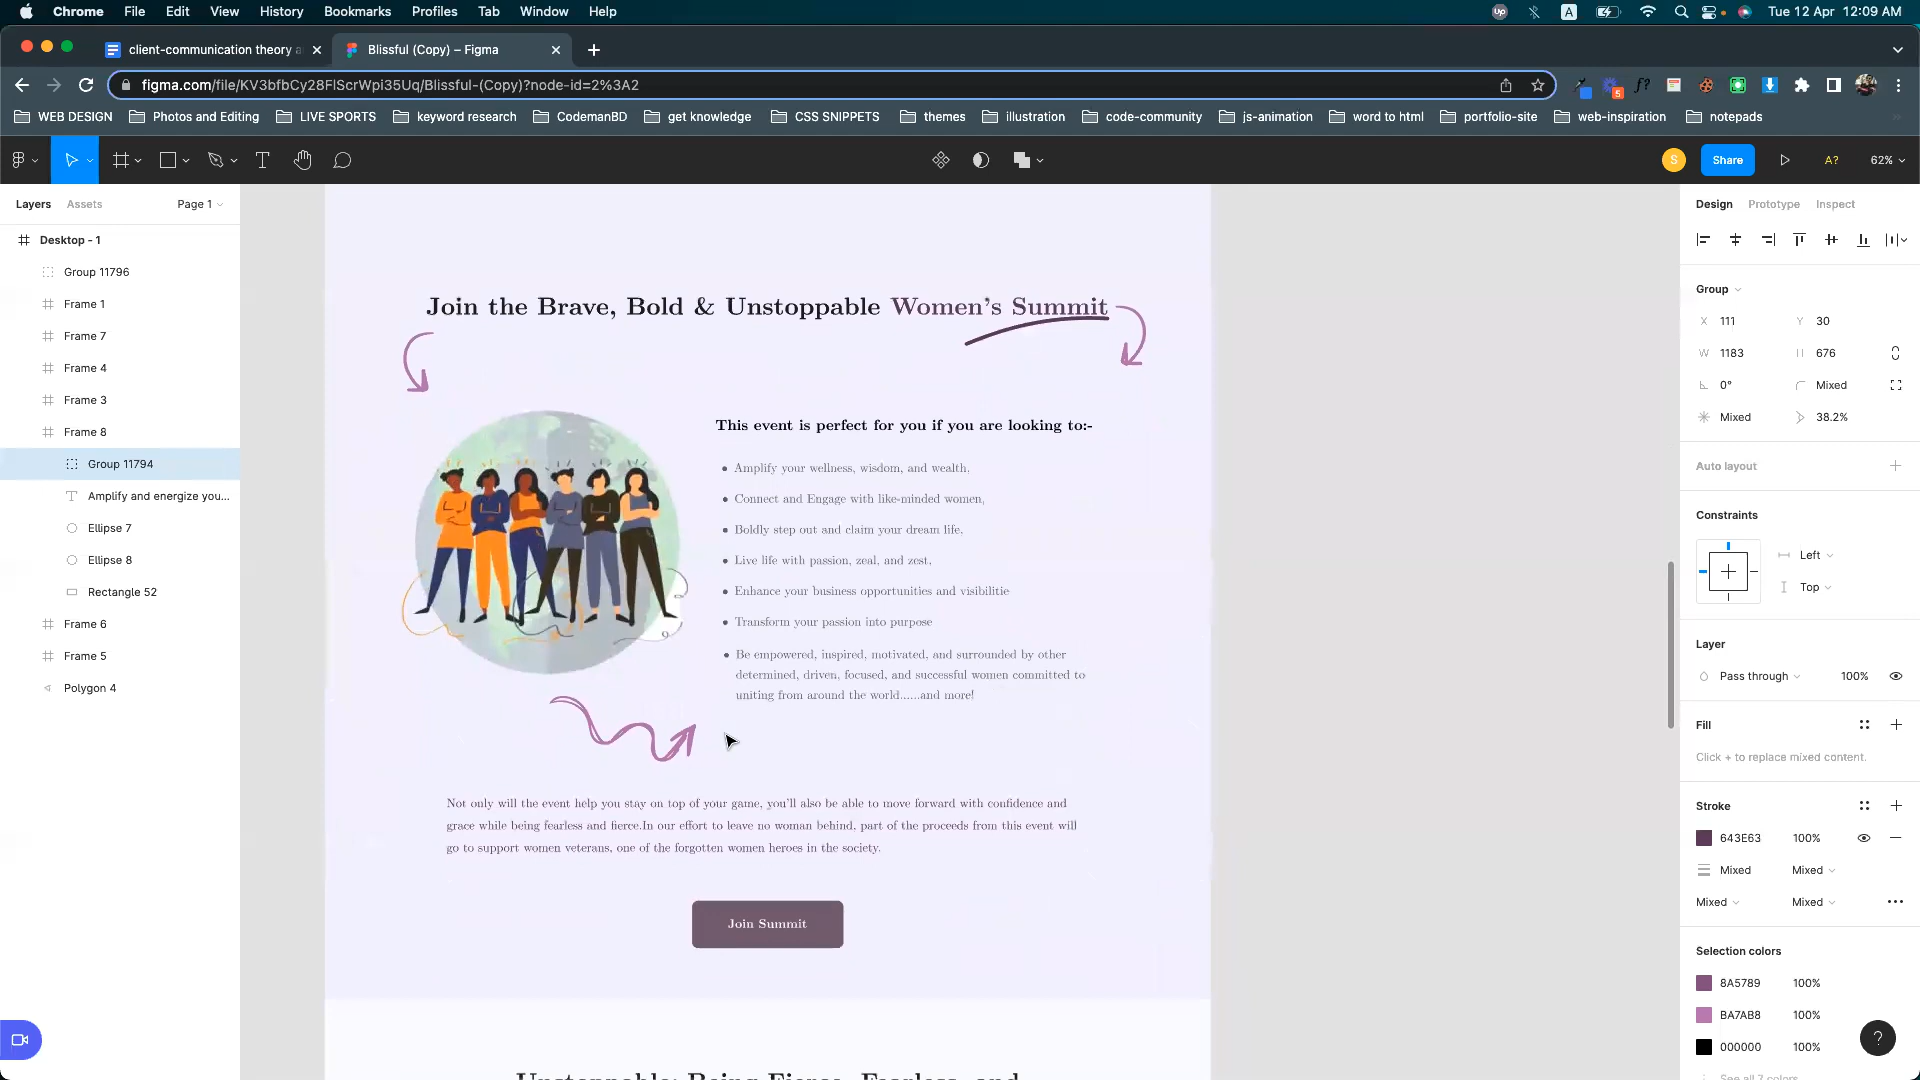 Chrome File Edit View History Bookmarks Profiles Tab Window Help
Up A Tue 12 Apr 12:09 AM
client-communication theory a
Blissful (Copy) – Figma
figma.com/file/KV3bfbCy28FlScrWpi35Uq/Blissful-(Copy)?node-id=2%3A2
5 f?
WEB DESIGN Photos and Editing LIVE SPORTS keyword research CodemanBD get knowledge CSS SNIPPETS themes illustration code-community js-animation word to html portfolio-site web-inspiration notepads
S Share A? 62%
Layers Assets Page 1
Desktop - 1
Group 11796
Frame 1
Frame 7
Frame 4
Frame 3
Frame 8
Group 11794
Amplify and energize you...
Ellipse 7
Ellipse 8
Rectangle 52
Frame 6
Frame 5
Polygon 4
Join the Brave, Bold & Unstoppable Women's Summit
This event is perfect for you if you are looking to:-
Amplify your wellness, wisdom, and wealth,
Connect and Engage with like-minded women,
Boldly step out and claim your dream life,
Live life with passion, zeal, and zest,
Enhance your business opportunities and visibilitie
Transform your passion into purpose
Be empowered, inspired, motivated, and surrounded by other
determined, driven, focused, and successful women committed to
uniting from around the world......and more!
Not only will the event help you stay on top of your game, you'll also be able to move forward with confidence and
grace while being fearless and fierce.In our effort to leave no woman behind, part of the proceeds from this event will
go to support women veterans, one of the forgotten women heroes in the society.
Join Summit
Unstoppable: Being Fierce, Fearless, and
Design Prototype Inspect
Group
X 111 Y 30
W 1183 H 676
0° Mixed
Mixed 38.2%
Auto layout
Constraints
Left
Top
Layer
Pass through 100%
Fill
Click + to replace mixed content.
Stroke
643E63 100%
Mixed Mixed
Mixed Mixed
Selection colors
8A5789 100%
BA7AB8 100%
000000 100%
See all 7 colors
?